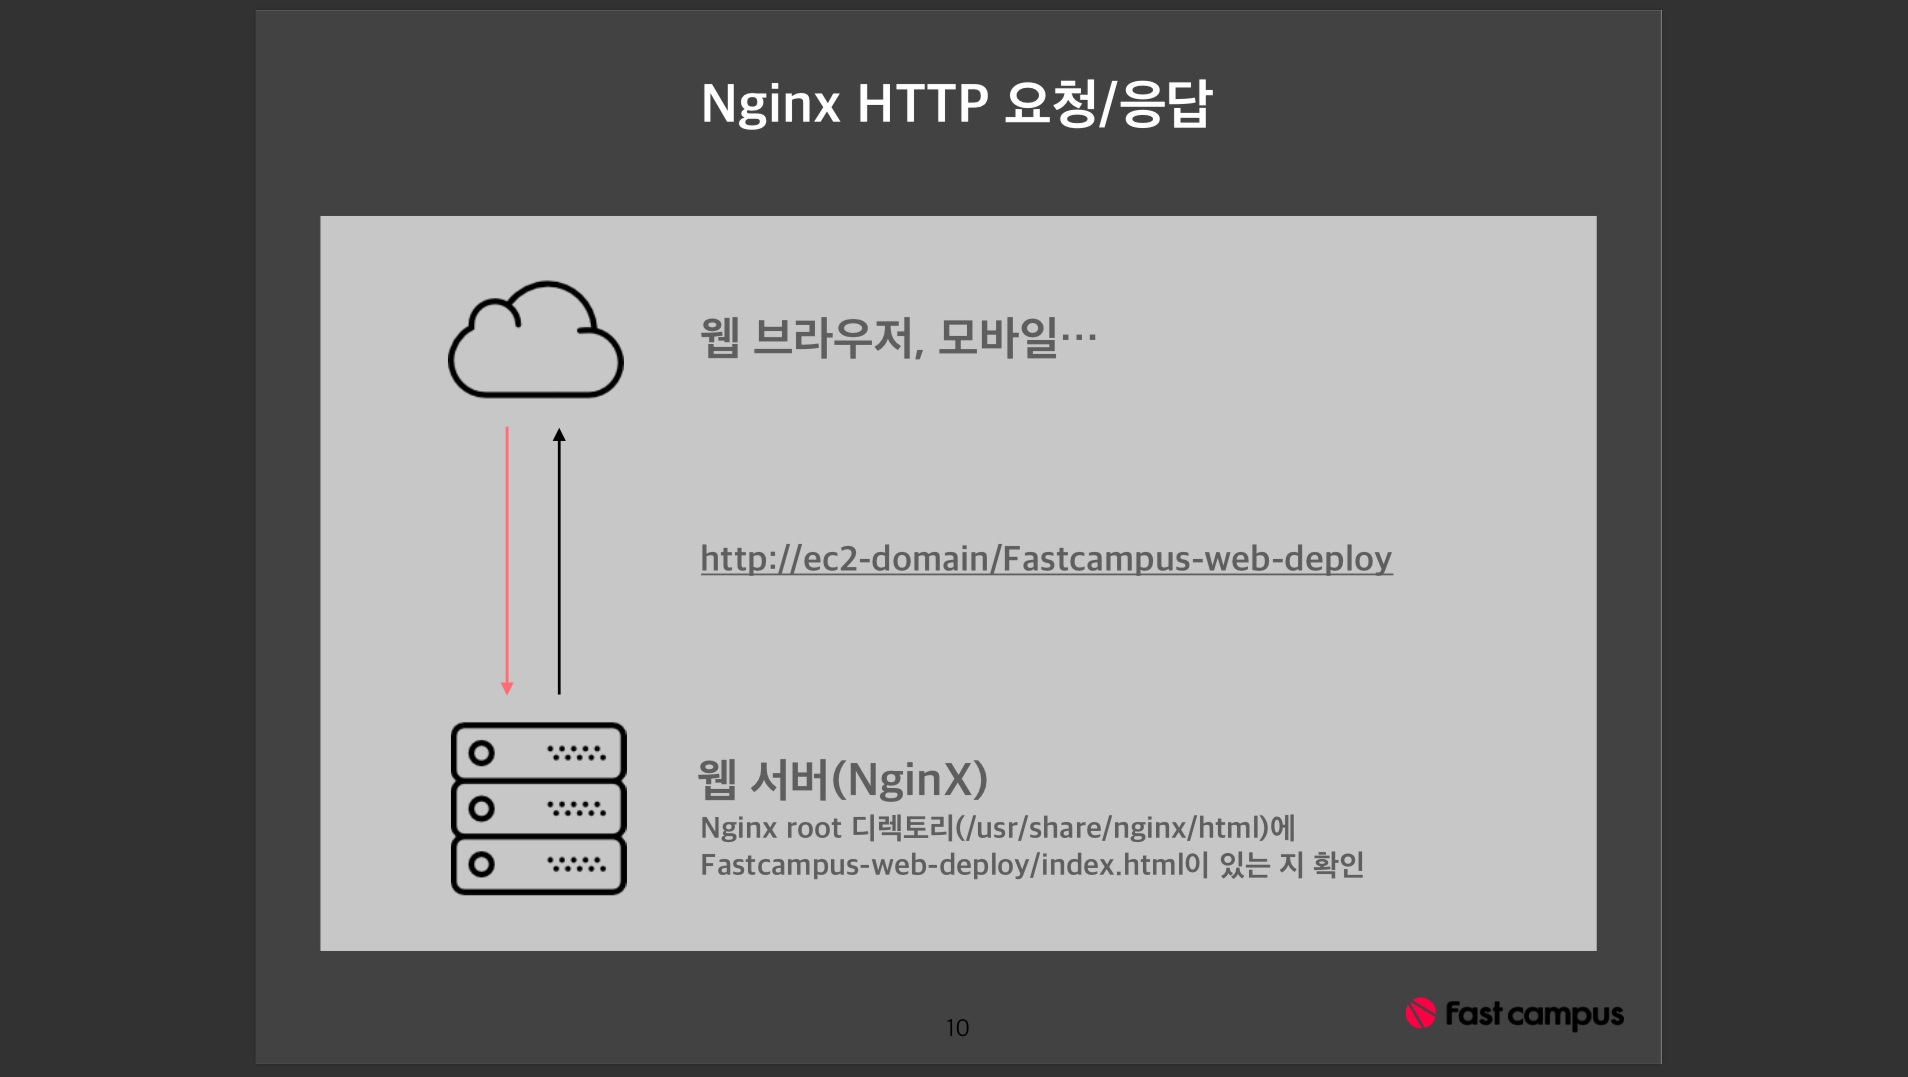 Nginx HTTP 요청/응답
웹 브라우저, 모바일…
http://ec2-domain/Fastcampus-web-deploy
웹 서버(NginX)
Nginx root 디렉토리(/usr/share/nginx/html)에
Fastcampus-web-deploy/index.html이 있는 지 확인
10
Fast campus